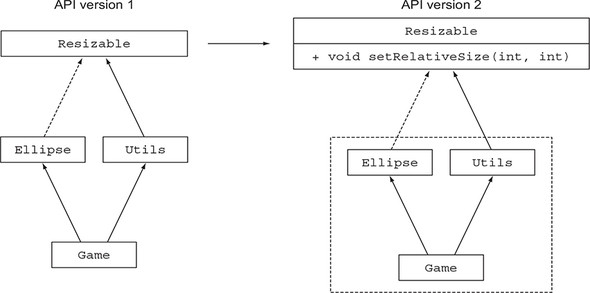 API version 1
Resizable
Ellipse
Utils
Game
API version 2
Resizable
+ void setRelativeSize(int, int)
Ellipse
Utils
Game